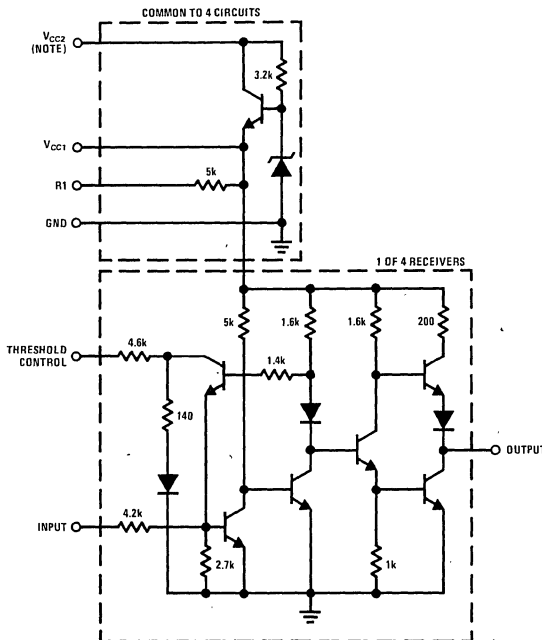 COMMON TO 4 CIRCUITS
VCC2
(NOTE)
3.2k
VCC1
5k
R1
GND
1 OF 4 RECEIVERS
5k
1.6k
1.6k
200
4.6k
THRESHOLD
CONTROL
1.4k
140
OUTPUT
4.2k
INPUT
2.7k
1k